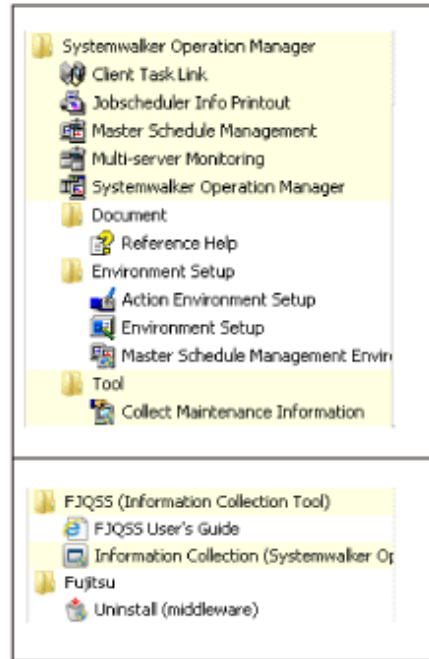 Systemwalker Operation Manager
Client Task Link
Jobscheduler Info Printout
Master Schedule Management
Multi-server Monitoring
Systemwalker Operation Manager
Document
Reference Help
Environment Setup
Action Environment Setup
Environment Setup
Master Schedule Management Envir
Tool
Collect Maintenance Information
FJQSS (Information Collection Tool)
FJQSS User's Guide
Information Collection (Systemwalker Op
Fujitsu
Uninstall (middleware)